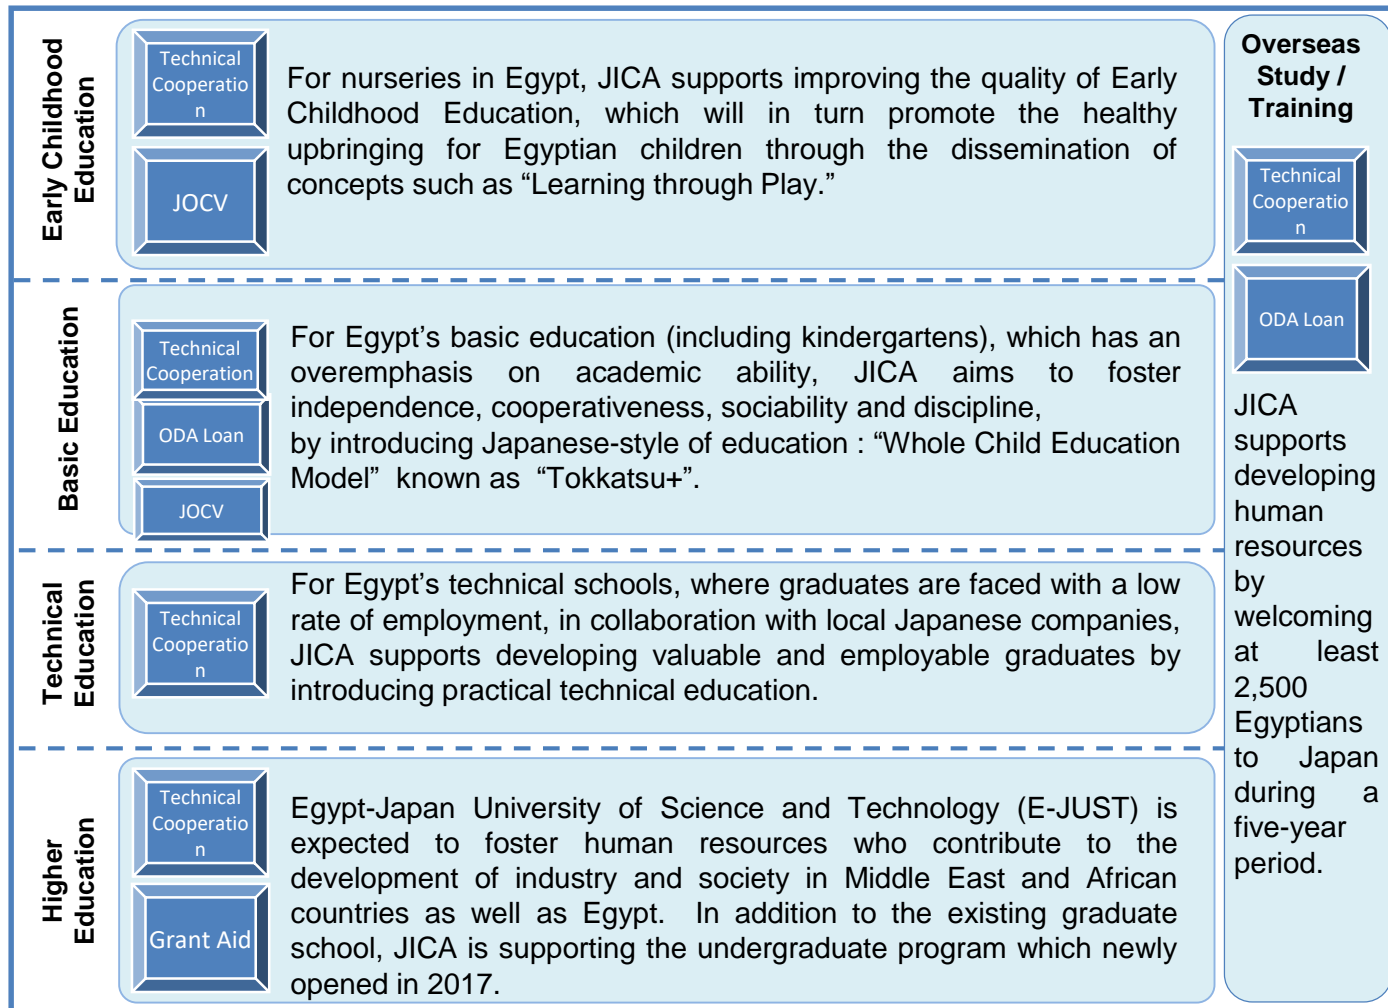 Early Childhood
Education
Technical
Cooperatio
n
JOCV
For nurseries in Egypt, JICA supports improving the quality of Early
Childhood Education, which will in turn promote the healthy
upbringing for Egyptian children through the dissemination of
concepts such as “Learning through Play.”
Basic Education
Technical
Cooperation
ODA Loan
JOCV
For Egypt’s basic education (including kindergartens), which has an
overemphasis on academic ability, JICA aims to foster
independence, cooperativeness, sociability and discipline,
by introducing Japanese-style of education : “Whole Child Education
Model” known as “Tokkatsu+”.
Technical
Education
Technical
Cooperatio
n
For Egypt’s technical schools, where graduates are faced with a low
rate of employment, in collaboration with local Japanese companies,
JICA supports developing valuable and employable graduates by
introducing practical technical education.
Higher
Education
Technical
Cooperatio
n
Grant Aid
Egypt-Japan University of Science and Technology (E-JUST) is
expected to foster human resources who contribute to the
development of industry and society in Middle East and African
countries as well as Egypt. In addition to the existing graduate
school, JICA is supporting the undergraduate program which newly
opened in 2017.
Overseas
Study /
Training
Technical
Cooperatio
n
ODA Loan
JICA
supports
developing
human
resources
by
welcoming
at least
2,500
Egyptians
to Japan
during a
five-year
period.